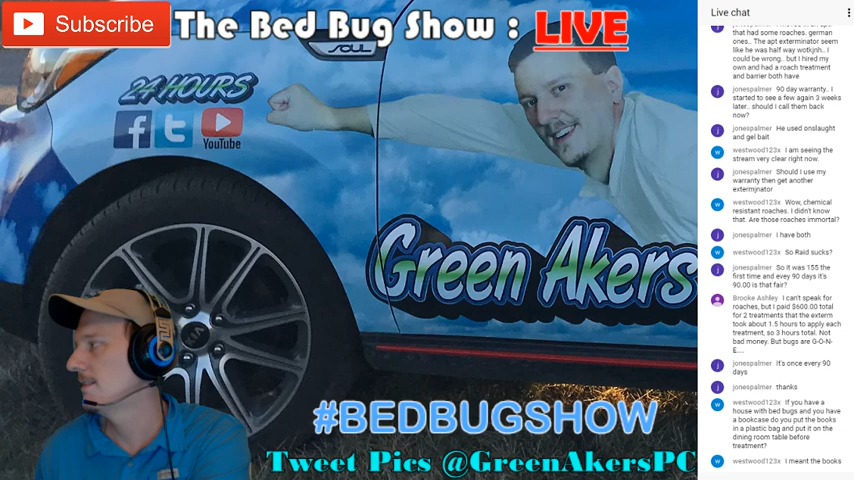 Subscribe
The Bed Bug Show : LIVE
SOUL
24 HOURS
YouTube
Green Akers
#BEDBUGSHOW
Tweet Pics @GreenAkersPC
Live chat
that had some roaches. german
ones.. The apt exterminator seem
like he was half way wotkjnh.. I
could be wrong.. but I hired my
own and had a roach treatment
and barrier both have
jonespalmer 90 day warranty.. I
started to see a few again 3 weeks
later.. should I call them back
now?
jonespalmer He used onslaught
and gel bait
westwood123x I am seeing the
stream very clear right now.
jonespalmer Should I use my
warranty then get another
extermjnator
westwood123x Wow, chemical
resistant roaches. I didn't know
that. Are those roaches immortal?
jonespalmer I have both
westwood123x So Raid sucks?
jonespalmer So It was 155 the
first time and evey 90 days it's
90.00 is that fair?
Brooke Ashley I can't speak for
roaches, but I paid $600.00 total
for 2 treatments that the exterm
took about 1.5 hours to apply each
treatment, so 3 hours total. Not
bad money. But bugs are G-O-N-
E....
jonespalmer It's once every 90
days
jonespalmer thanks
westwood123x If you have a
house with bed bugs and you have
a bookcase do you put the books
in a plastic bag and put it on the
dining room table before
treatment?
westwood123x I meant the books